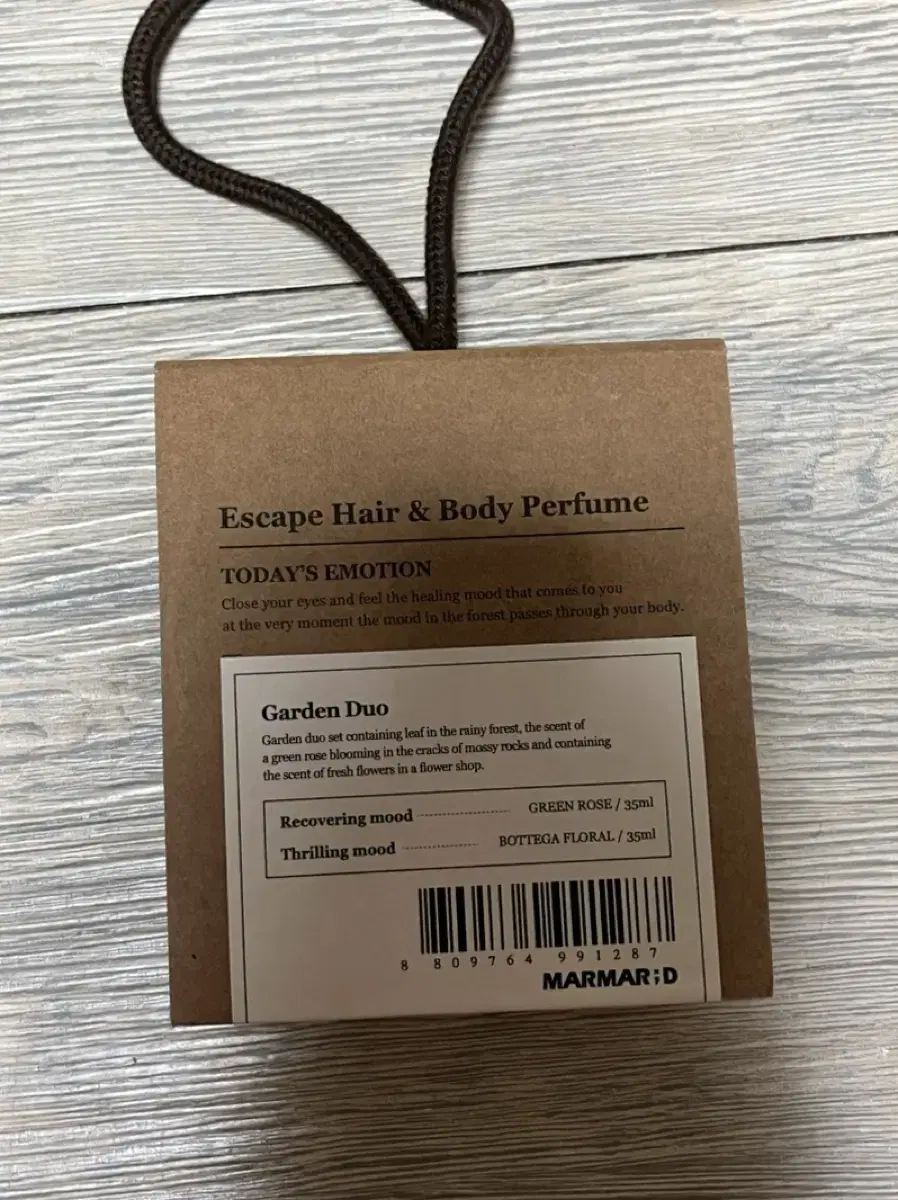 Escape Hair & Body Perfume
TODAY'S EMOTION
Close your eyes and feel the healing mood that comes to you
at the very moment the mood in the forest passes through your body.
Garden Duo
Garden duo set containing leaf in the rainy forest, the scent of
a green rose blooming in the cracks of mossy rocks and containing
the scent of fresh flowers in a flower shop.
Recovering mood GREEN ROSE / 35ml
Thrilling mood BOTTEGA FLORAL / 35ml
8 809764 991287
MARMAR;D